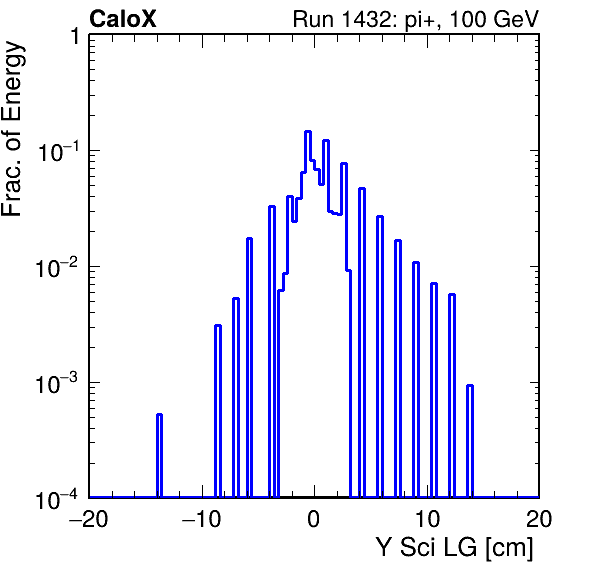 CaloX Run 1432: pi+, 100 GeV
Frac. of Energy
1
10⁻¹
10⁻²
10⁻³
10⁻⁴
−20 −10 0 10 20
Y Sci LG [cm]